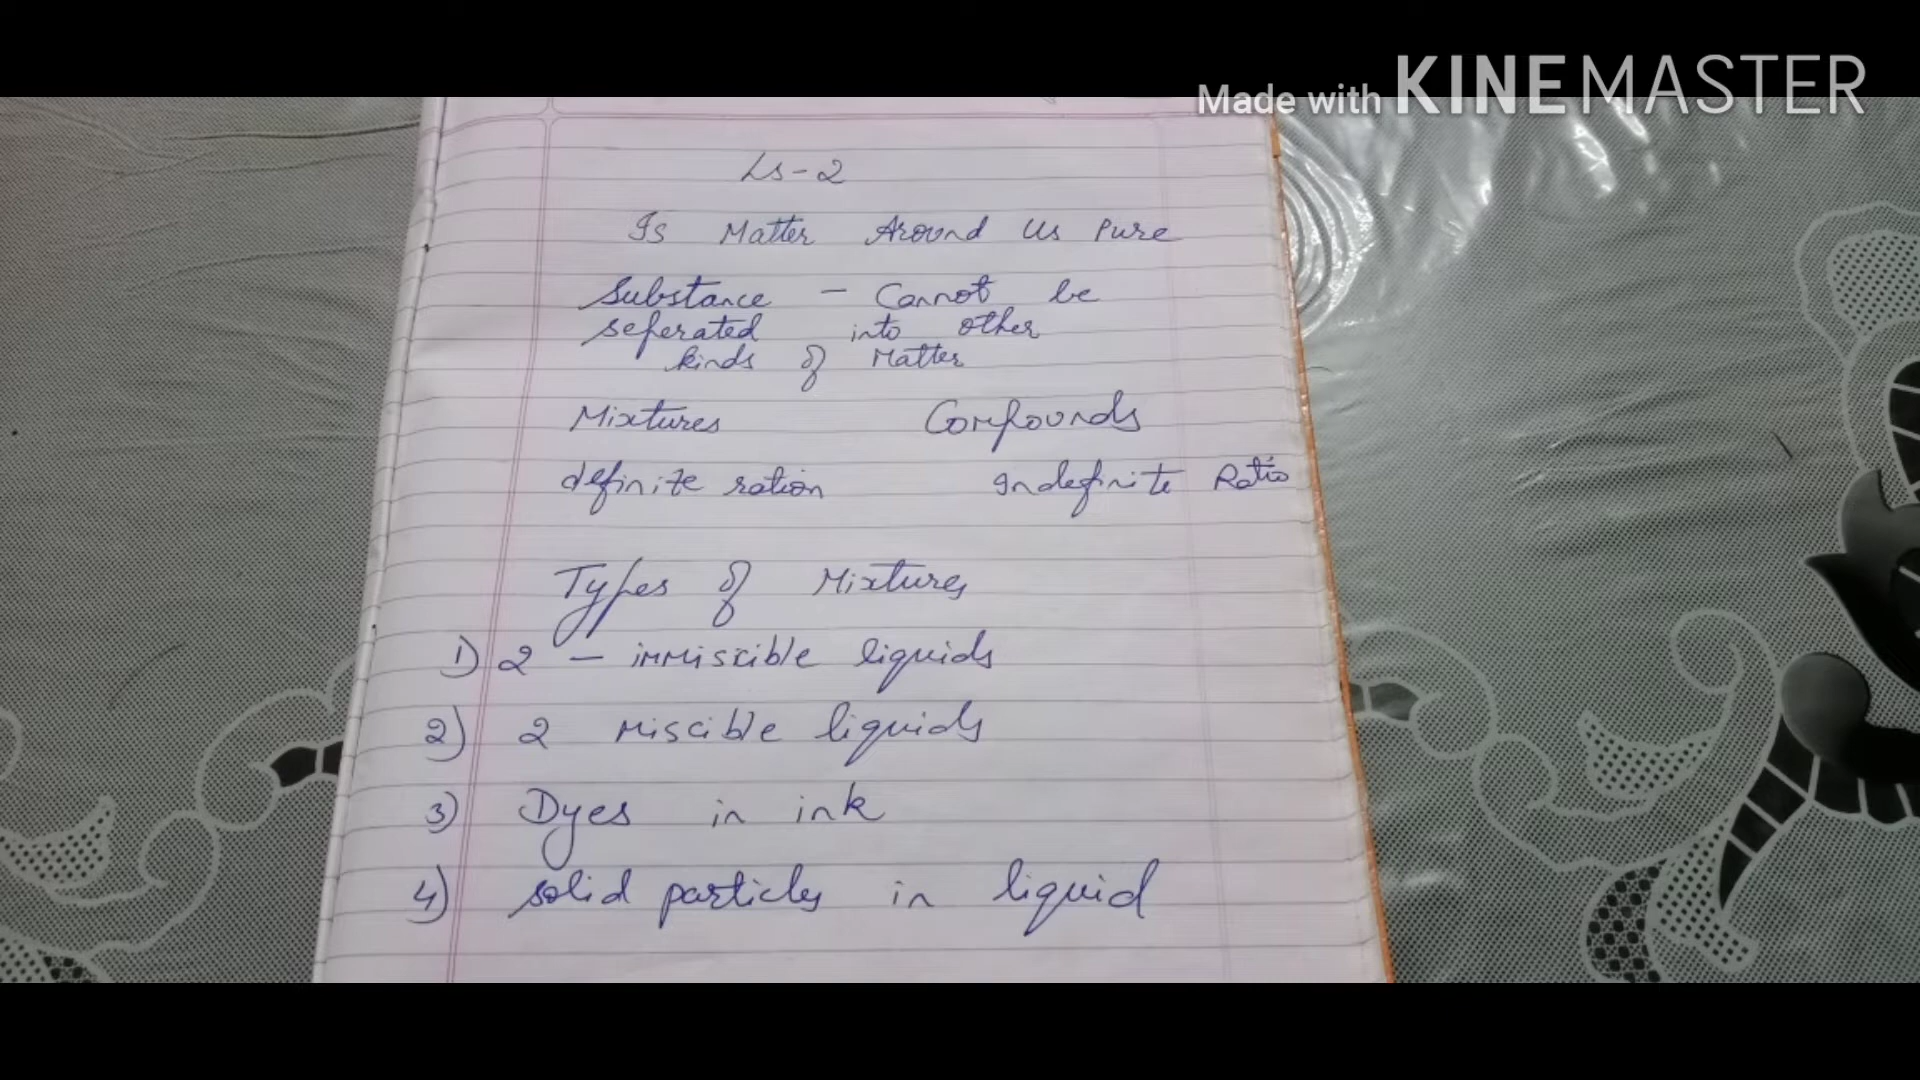 Made with KINEMASTER
Ls-2
Is Matter Around Us Pure
Substance - Cannot be
seperated into other
kinds of Matter
Mixtures Compounds
definite ration Indefinite Ratio
Types of Mixtures
1) 2 - immiscible liquids
2) 2 miscible liquids
3) Dyes in ink
4) solid particles in liquid